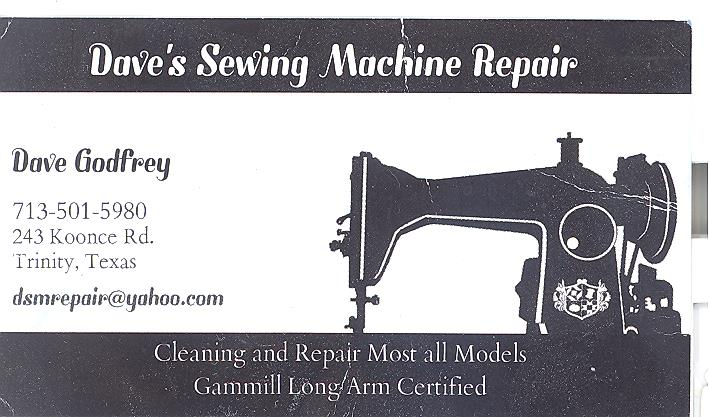 Dave's Sewing Machine Repair
Dave Godfrey
713-501-5980
243 Koonce Rd.
Trinity, Texas
dsmrepair@yahoo.com
Cleaning and Repair Most all Models
Gammill Long Arm Certified